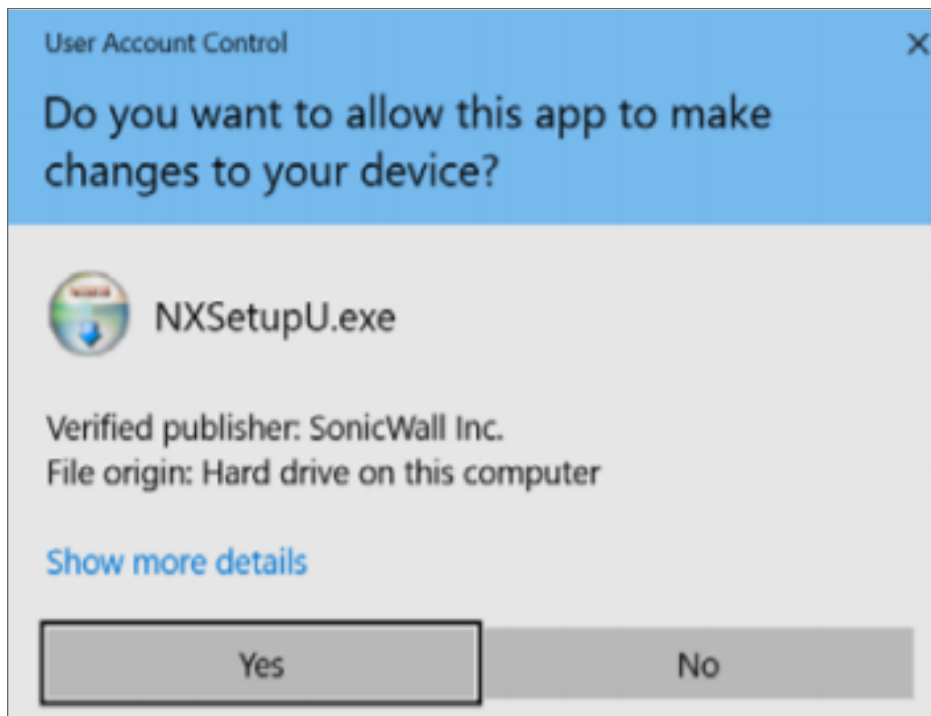 User Account Control
Do you want to allow this app to make
changes to your device?
NXSetupU.exe
Verified publisher: SonicWall Inc.
File origin: Hard drive on this computer
Show more details
Yes
No